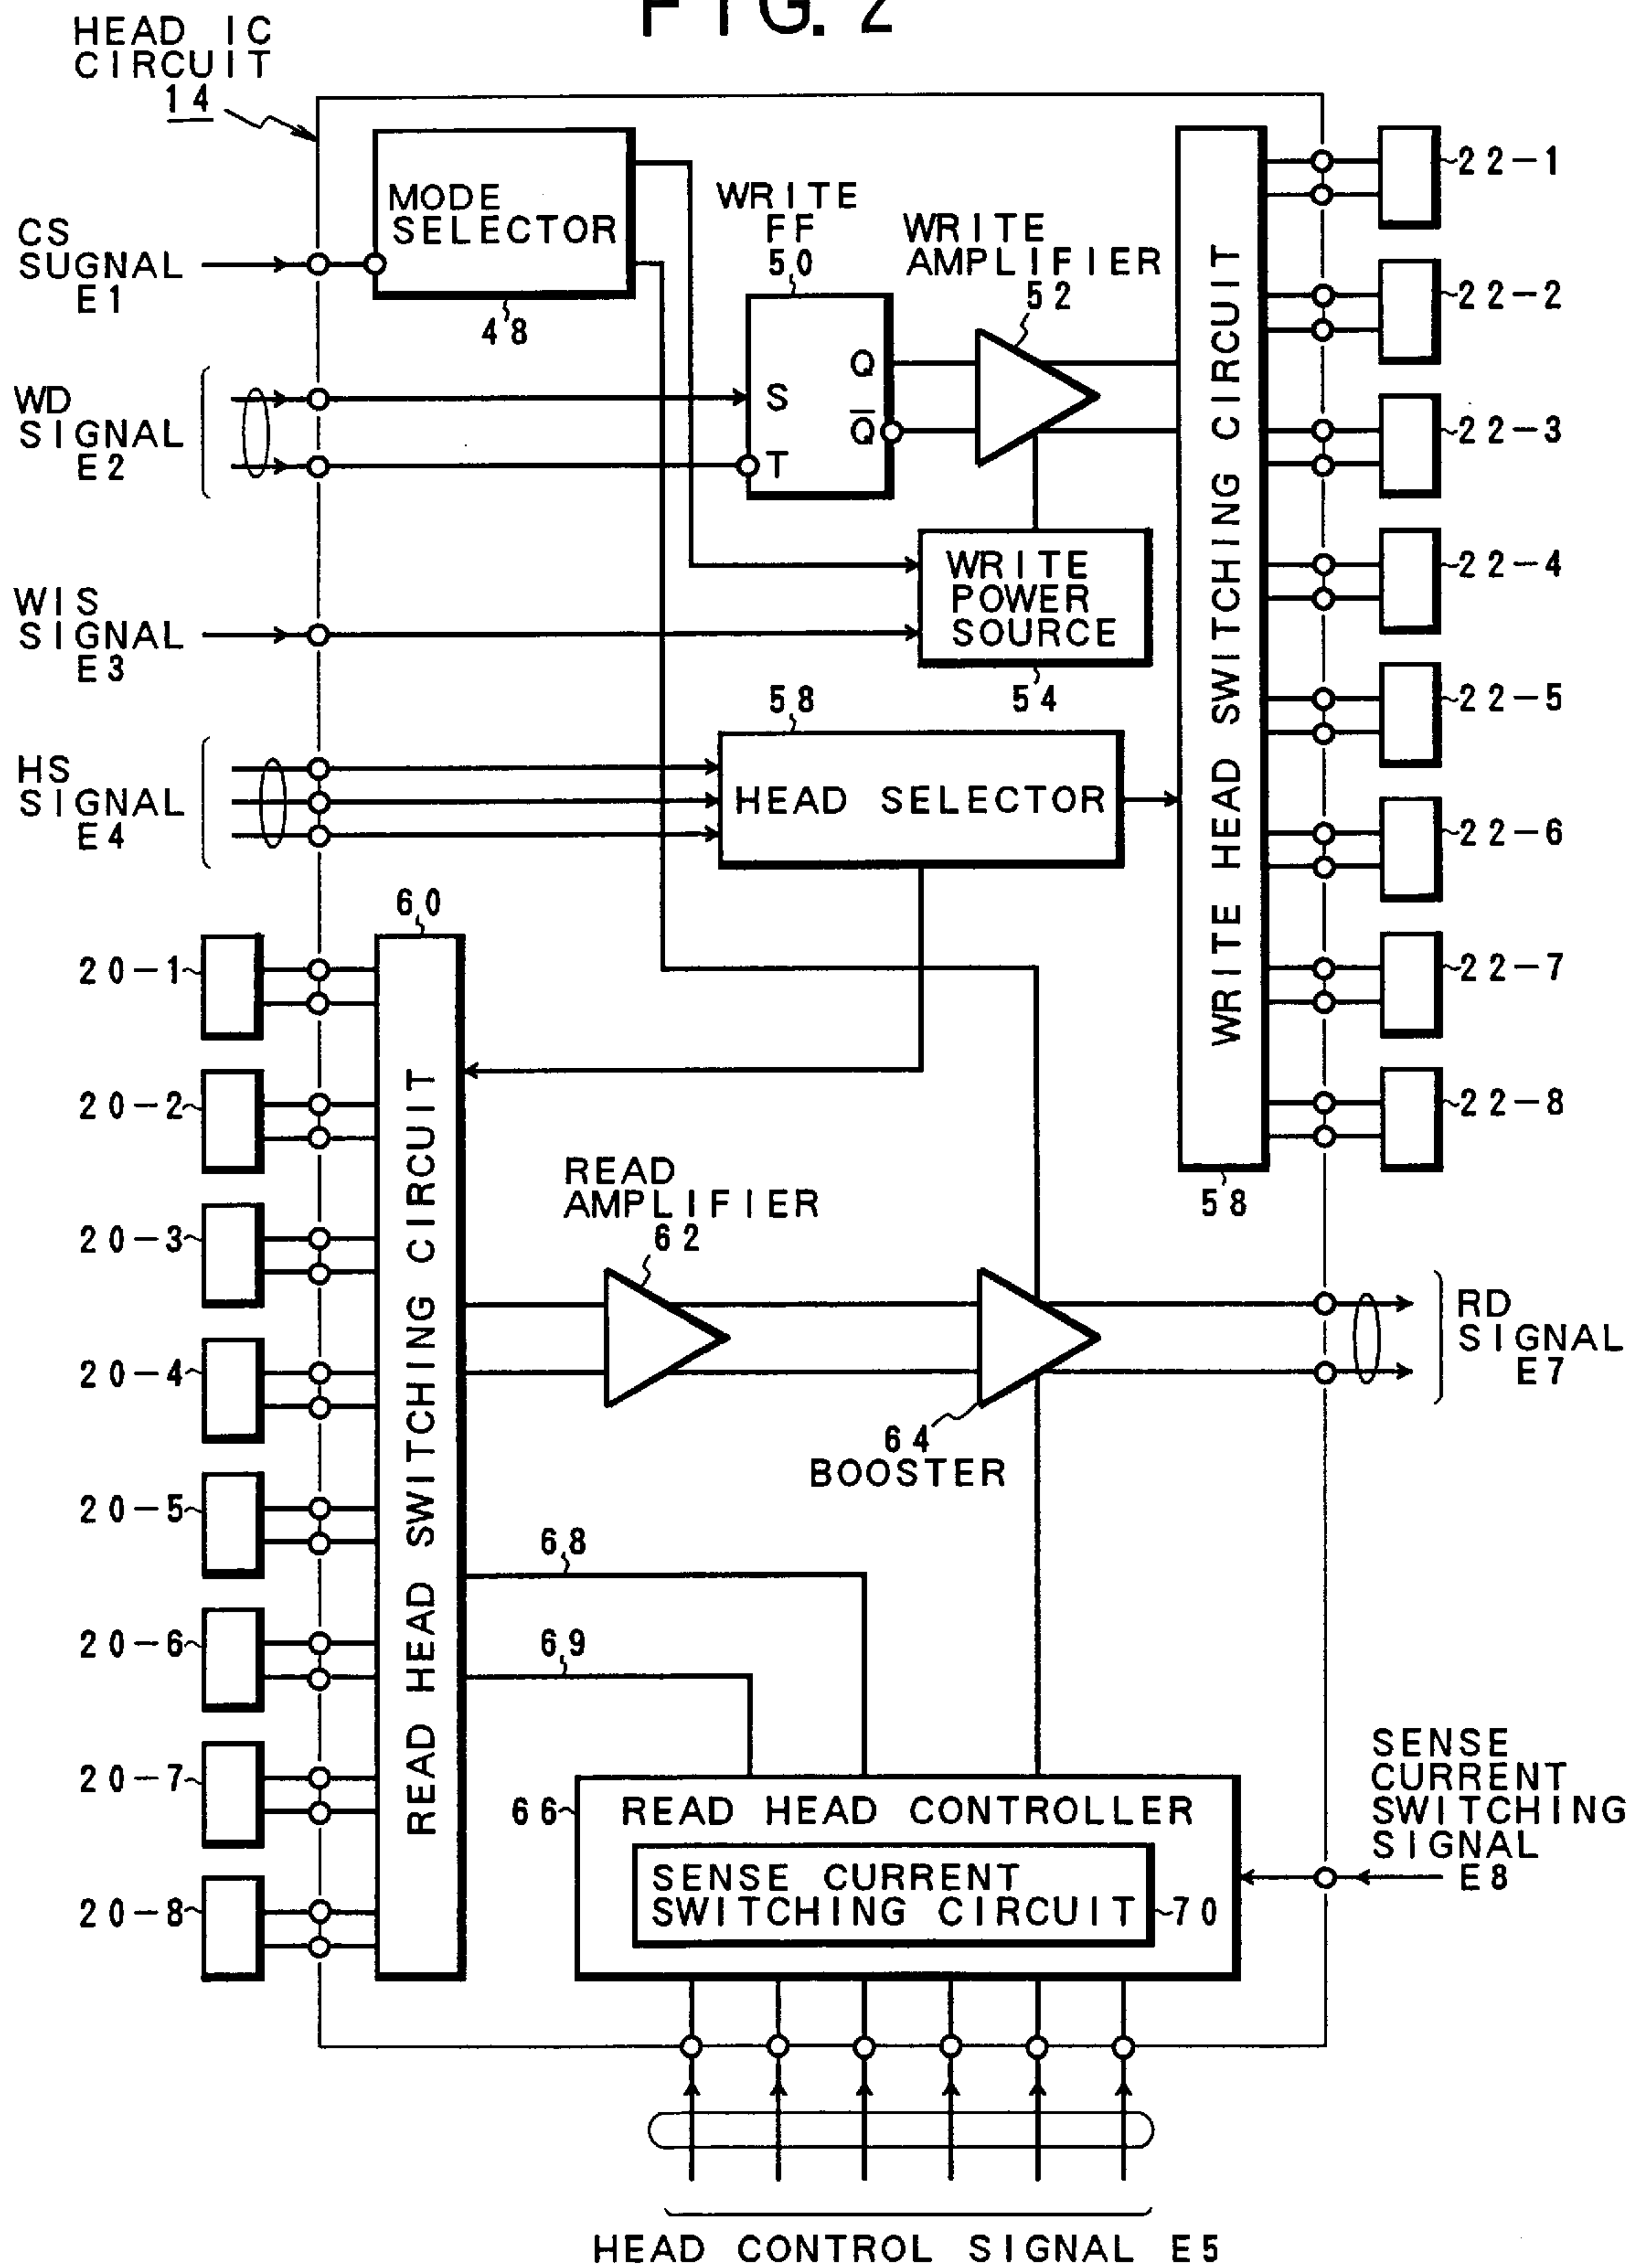 FIG. 2
HEAD IC
CIRCUIT
14
MODE
SELECTOR
48
CS
SUGNAL
E1
WRITE
FF
50
S
T
Q
Q̅
WRITE
AMPLIFIER
52
WD
SIGNAL
E2
WIS
SIGNAL
E3
WRITE
POWER
SOURCE
54
HS
SIGNAL
E4
58
HEAD SELECTOR
WRITE HEAD SWITCHING CIRCUIT
58
22-1
22-2
22-3
22-4
22-5
22-6
22-7
22-8
60
READ HEAD SWITCHING CIRCUIT
20-1
20-2
20-3
20-4
20-5
20-6
20-7
20-8
READ
AMPLIFIER
62
64
BOOSTER
RD
SIGNAL
E7
68
69
66
READ HEAD CONTROLLER
SENSE CURRENT
SWITCHING CIRCUIT
70
SENSE
CURRENT
SWITCHING
SIGNAL
E8
HEAD CONTROL SIGNAL E5